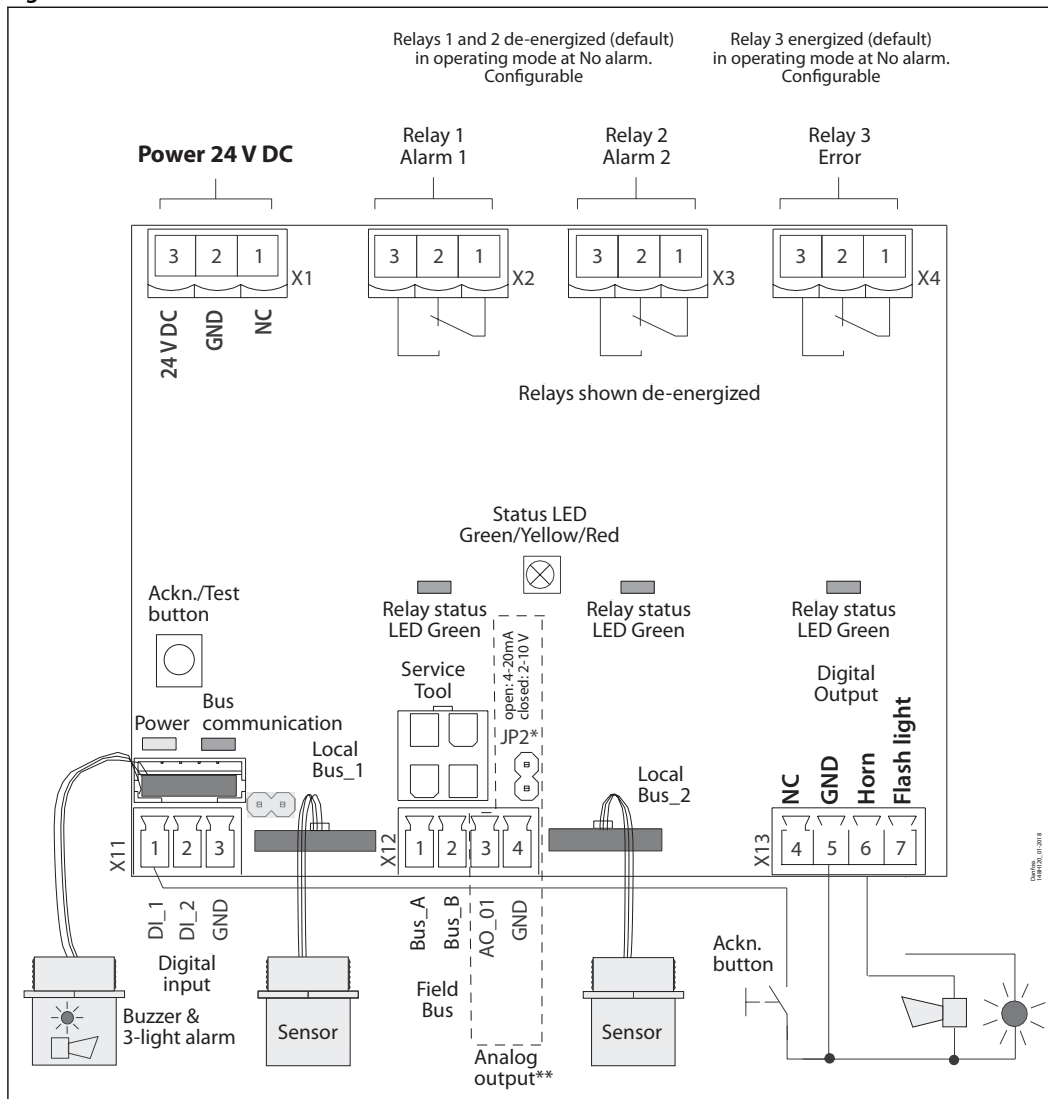 Relays 1 and 2 de-energized (default)
in operating mode at No alarm.
Configurable
Relay 3 energized (default)
in operating mode at No alarm.
Configurable
Power 24 V DC
Relay 1
Alarm 1
Relay 2
Alarm 2
Relay 3
Error
3 2 1
X1
3 2 1
X2
3 2 1
X3
3 2 1
X4
24 V DC
GND
NC
Relays shown de-energized
Status LED
Green/Yellow/Red
Ackn./Test
button
Relay status
LED Green
Relay status
LED Green
Relay status
LED Green
open: 4-20mA
closed: 2-10 V
Service
Tool
Digital
Output
Power
Bus
communication
JP2*
Local
Bus_1
Local
Bus_2
NC
GND
Horn
Flash light
X11
1 2 3
X12
1 2 3 4
X13
4 5 6 7
Danfoss
148H120_01-2018
DI_1
DI_2
GND
Bus_A
Bus_B
AO_01
GND
Digital
input
Field
Bus
Ackn.
button
Buzzer &
3-light alarm
Sensor
Sensor
Analog
output**